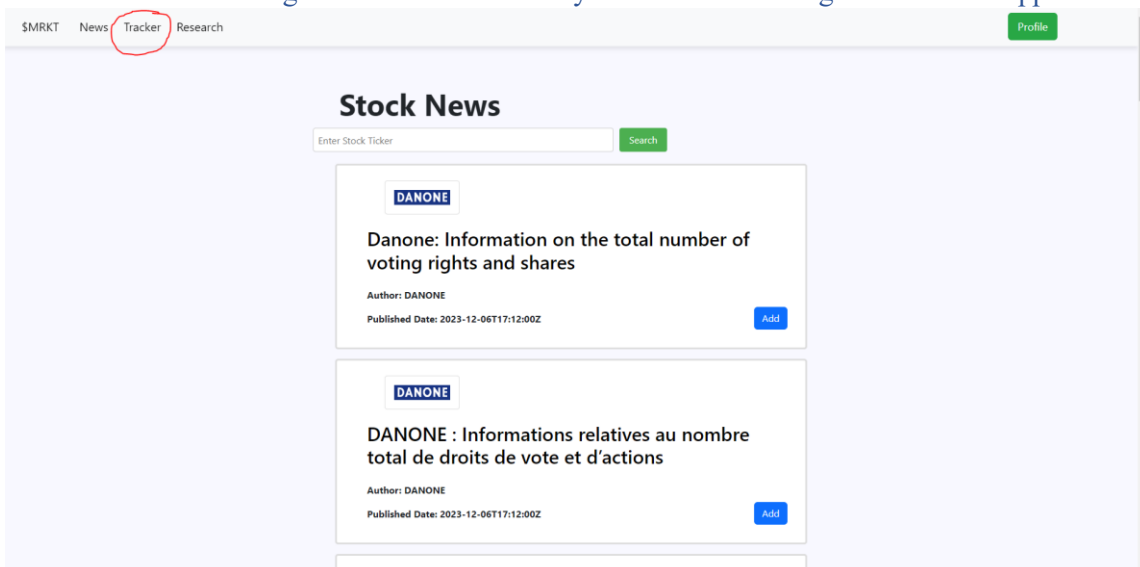 $MRKT News Tracker Research Profile
Stock News
Enter Stock Ticker Search
DANONE
Danone: Information on the total number of
voting rights and shares
Author: DANONE
Published Date: 2023-12-06T17:12:00Z Add
DANONE
DANONE : Informations relatives au nombre
total de droits de vote et d’actions
Author: DANONE
Published Date: 2023-12-06T17:12:00Z Add